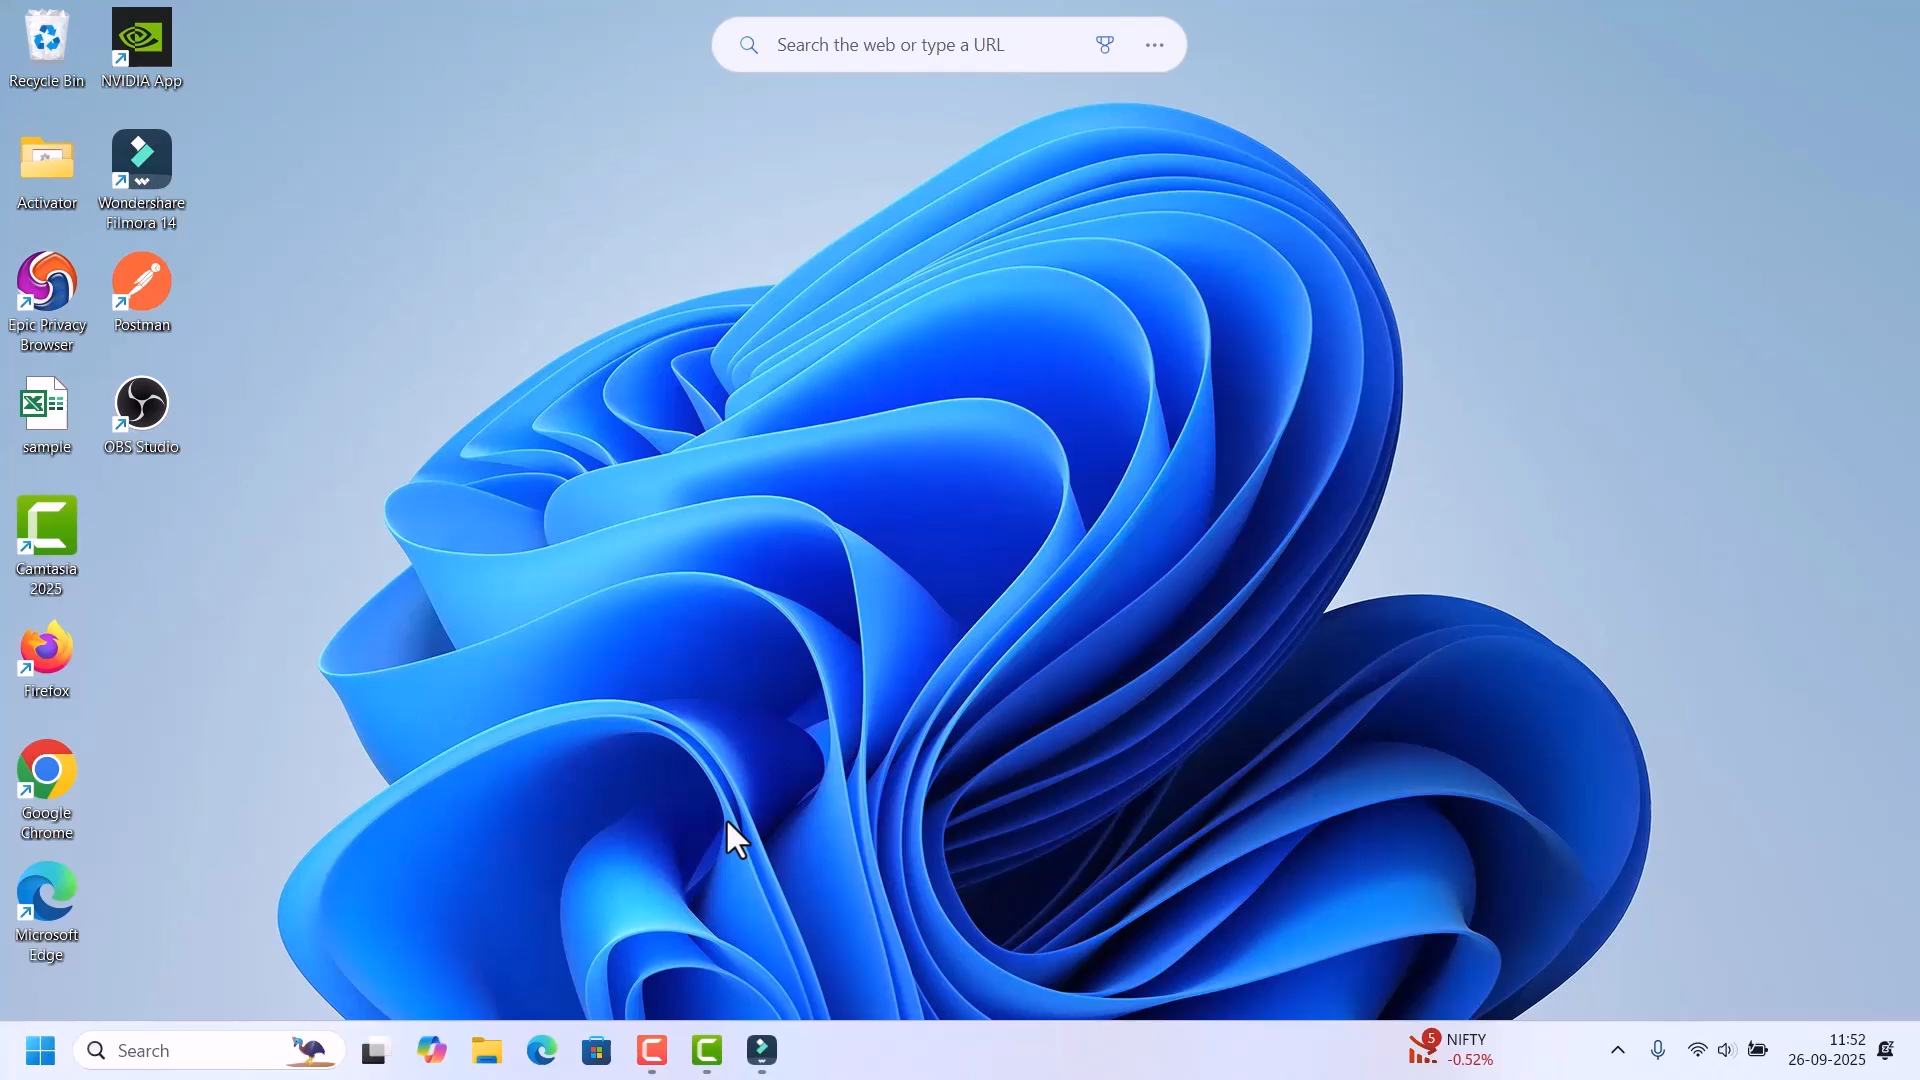 Search the web or type a URL
Recycle Bin
NVIDIA App
Activator
Wondershare
Filmora 14
Epic Privacy
Browser
Postman
sample
OBS Studio
Camtasia
2025
Firefox
Google
Chrome
Microsoft
Edge
Search
5
NIFTY
-0.52%
11:52
26-09-2025